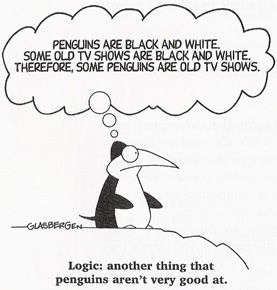 PENGUINS ARE BLACK AND WHITE.
SOME OLD TV SHOWS ARE BLACK AND WHITE.
THEREFORE, SOME PENGUINS ARE OLD TV SHOWS.
GLASBERGEN
Logic: another thing that
penguins aren't very good at.